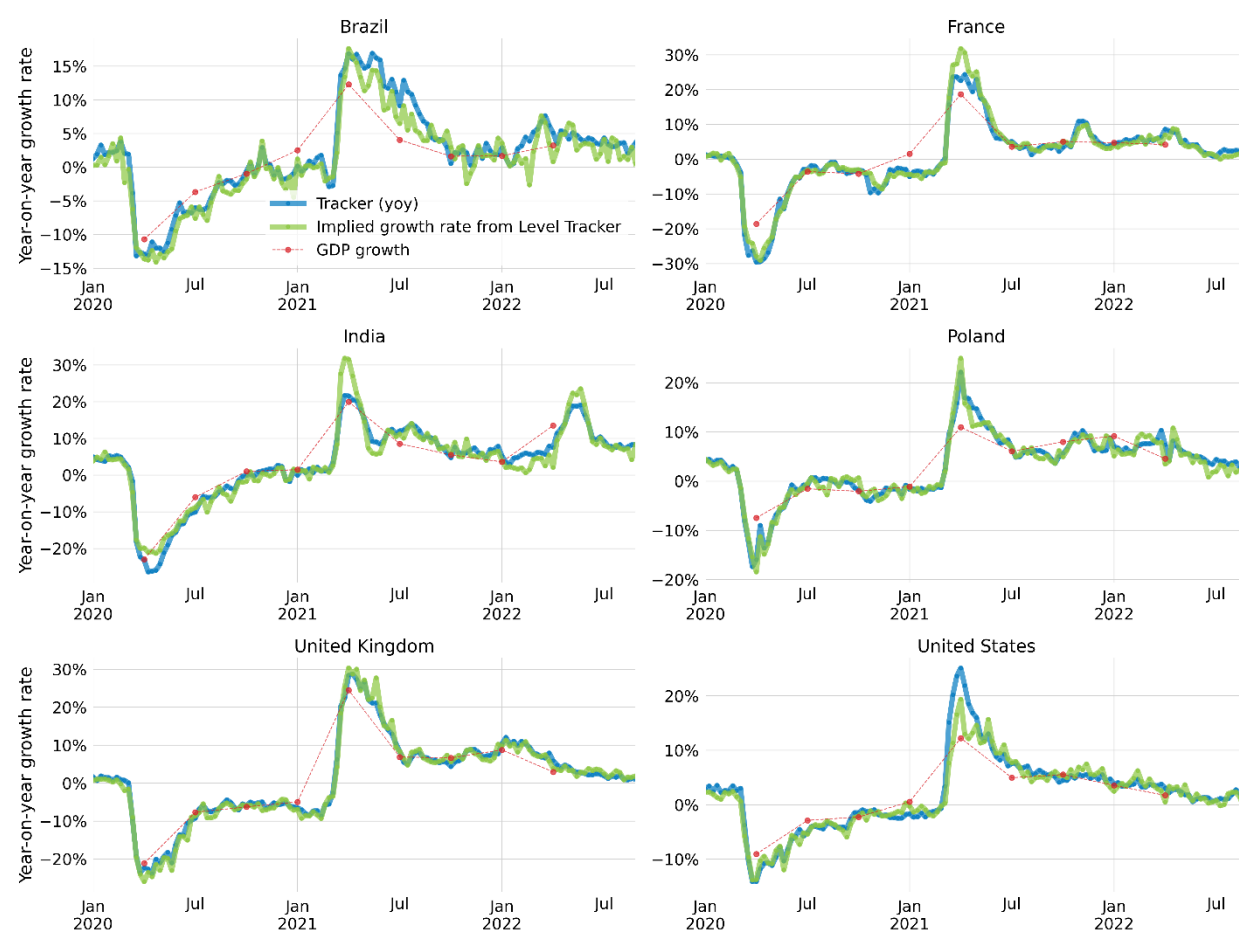 Brazil
Year-on-year growth rate
15%
10%
5%
0%
−5%
−10%
−15%
Tracker (yoy)
Implied growth rate from Level Tracker
GDP growth
Jan
2020
Jul
Jan
2021
Jul
Jan
2022
Jul
France
30%
20%
10%
0%
−10%
−20%
−30%
Jan
2020
Jul
Jan
2021
Jul
Jan
2022
Jul
India
Year-on-year growth rate
30%
20%
10%
0%
−10%
−20%
Jan
2020
Jul
Jan
2021
Jul
Jan
2022
Jul
Poland
20%
10%
0%
−10%
−20%
Jan
2020
Jul
Jan
2021
Jul
Jan
2022
Jul
United Kingdom
Year-on-year growth rate
30%
20%
10%
0%
−10%
−20%
Jan
2020
Jul
Jan
2021
Jul
Jan
2022
Jul
United States
20%
10%
0%
−10%
Jan
2020
Jul
Jan
2021
Jul
Jan
2022
Jul